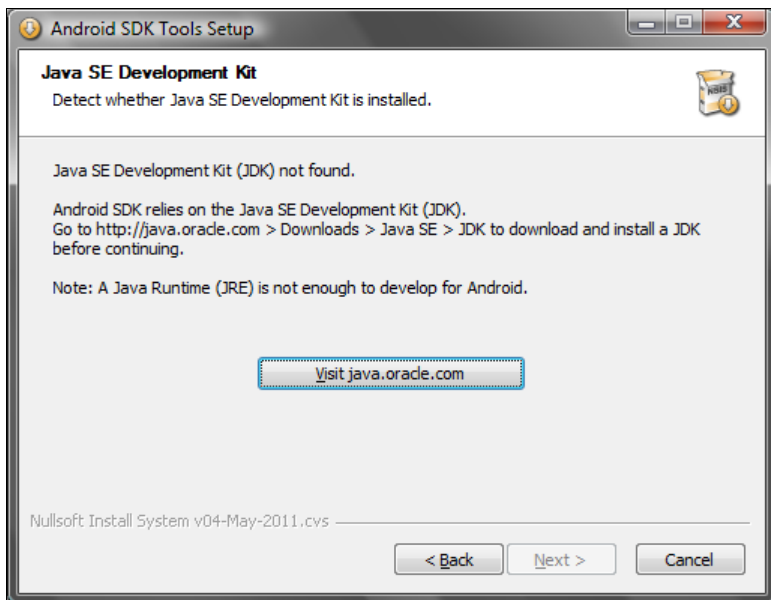 Android SDK Tools Setup
Java SE Development Kit
Detect whether Java SE Development Kit is installed.
NSIS
Java SE Development Kit (JDK) not found.
Android SDK relies on the Java SE Development Kit (JDK).
Go to http://java.oracle.com > Downloads > Java SE > JDK to download and install a JDK
before continuing.
Note: A Java Runtime (JRE) is not enough to develop for Android.
Visit java.oracle.com
Nullsoft Install System v04-May-2011.cvs
< Back
Next >
Cancel